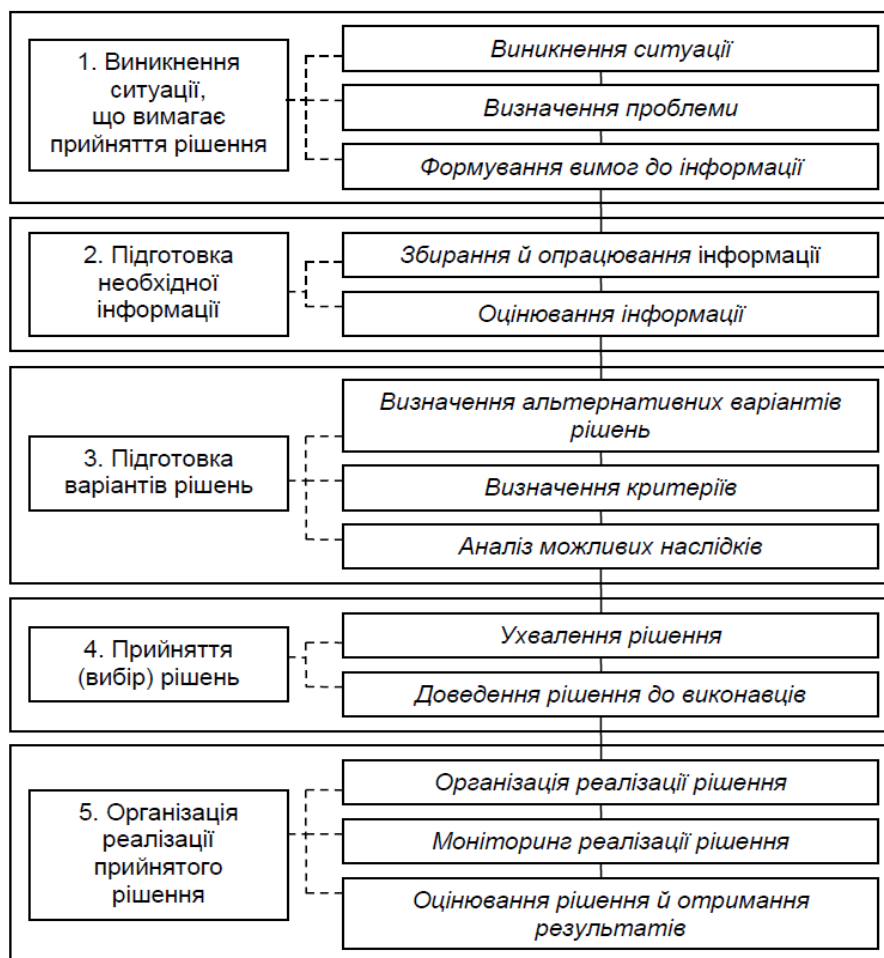 1. Виникнення
ситуації,
що вимагає
прийняття рішення
Виникнення ситуації
Визначення проблеми
Формування вимог до інформації
2. Підготовка
необхідної
інформації
Збирання й опрацювання інформації
Оцінювання інформації
3. Підготовка
варіантів рішень
Визначення альтернативних варіантів
рішень
Визначення критеріїв
Аналіз можливих наслідків
4. Прийняття
(вибір) рішень
Ухвалення рішення
Доведення рішення до виконавців
5. Організація
реалізації
прийнятого
рішення
Організація реалізації рішення
Моніторинг реалізації рішення
Оцінювання рішення й отримання
результатів